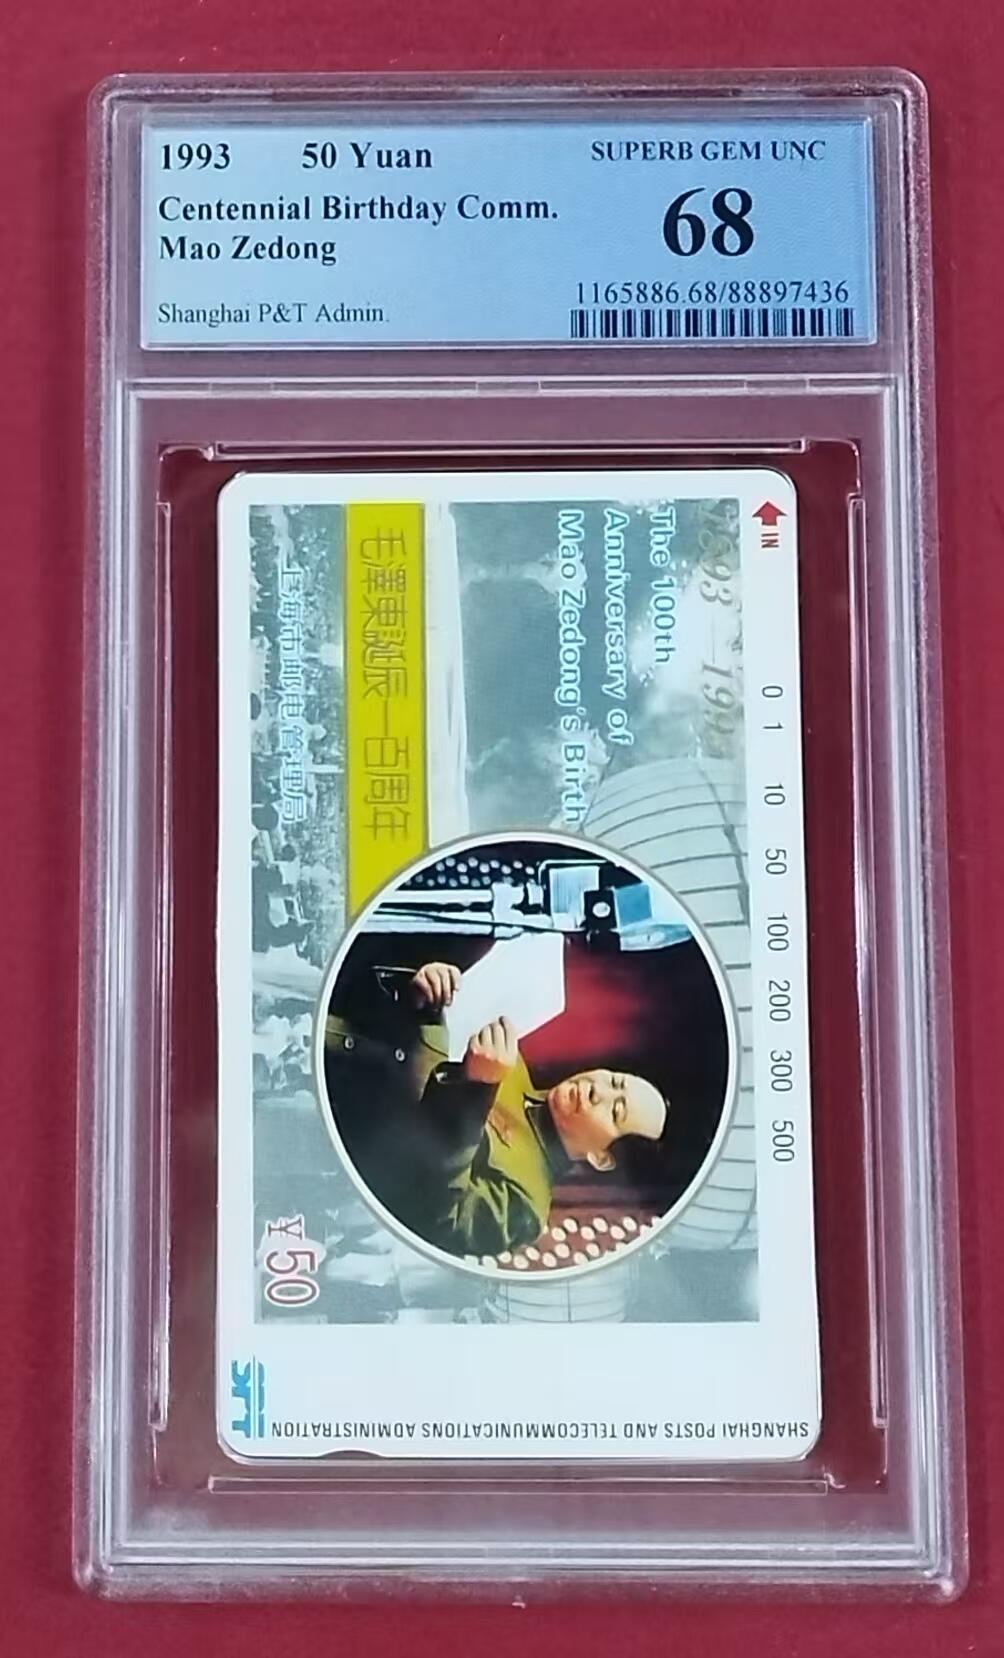 1993 50 Yuan
SUPERB GEM UNC
Centennial Birthday Comm.
68
Mao Zedong
1165886.68/88897436
Shanghai P&T Admin.
IN
0 1 10 50 100 200 300 500
The 100th
Anniversary of
Mao Zedong's Birth
毛澤東誕辰一百周年
上海市邮电管理局
¥50
SHANGHAI POSTS AND TELECOMMUNICATIONS ADMINISTRATION